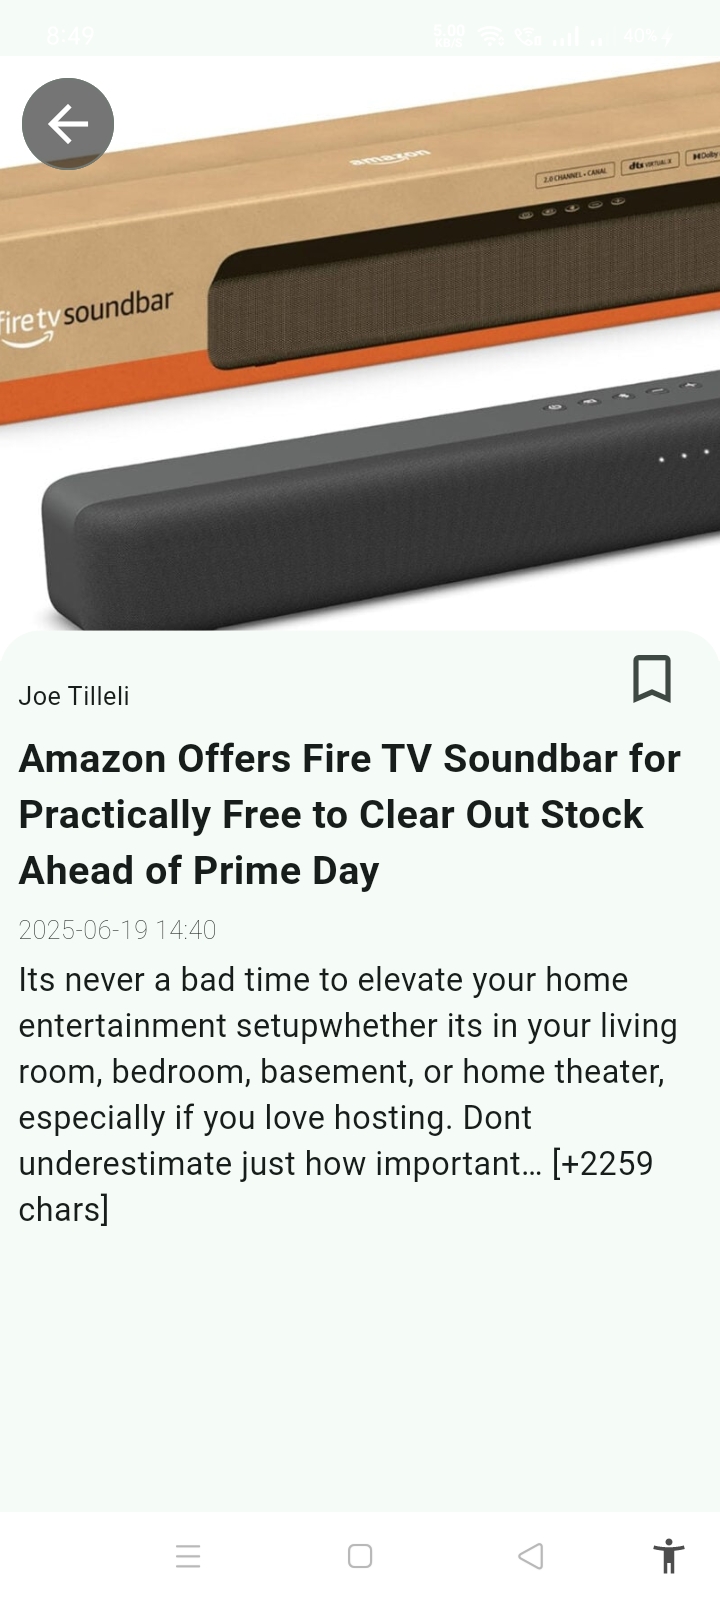 8:49
5.00
KB/S
40%
amazon
2.0 CHANNEL • CANAL
dts VIRTUAL:X
Dolby
firetv soundbar
Joe Tilleli
Amazon Offers Fire TV Soundbar for
Practically Free to Clear Out Stock
Ahead of Prime Day
2025-06-19 14:40
Its never a bad time to elevate your home
entertainment setupwhether its in your living
room, bedroom, basement, or home theater,
especially if you love hosting. Dont
underestimate just how important… [+2259
chars]